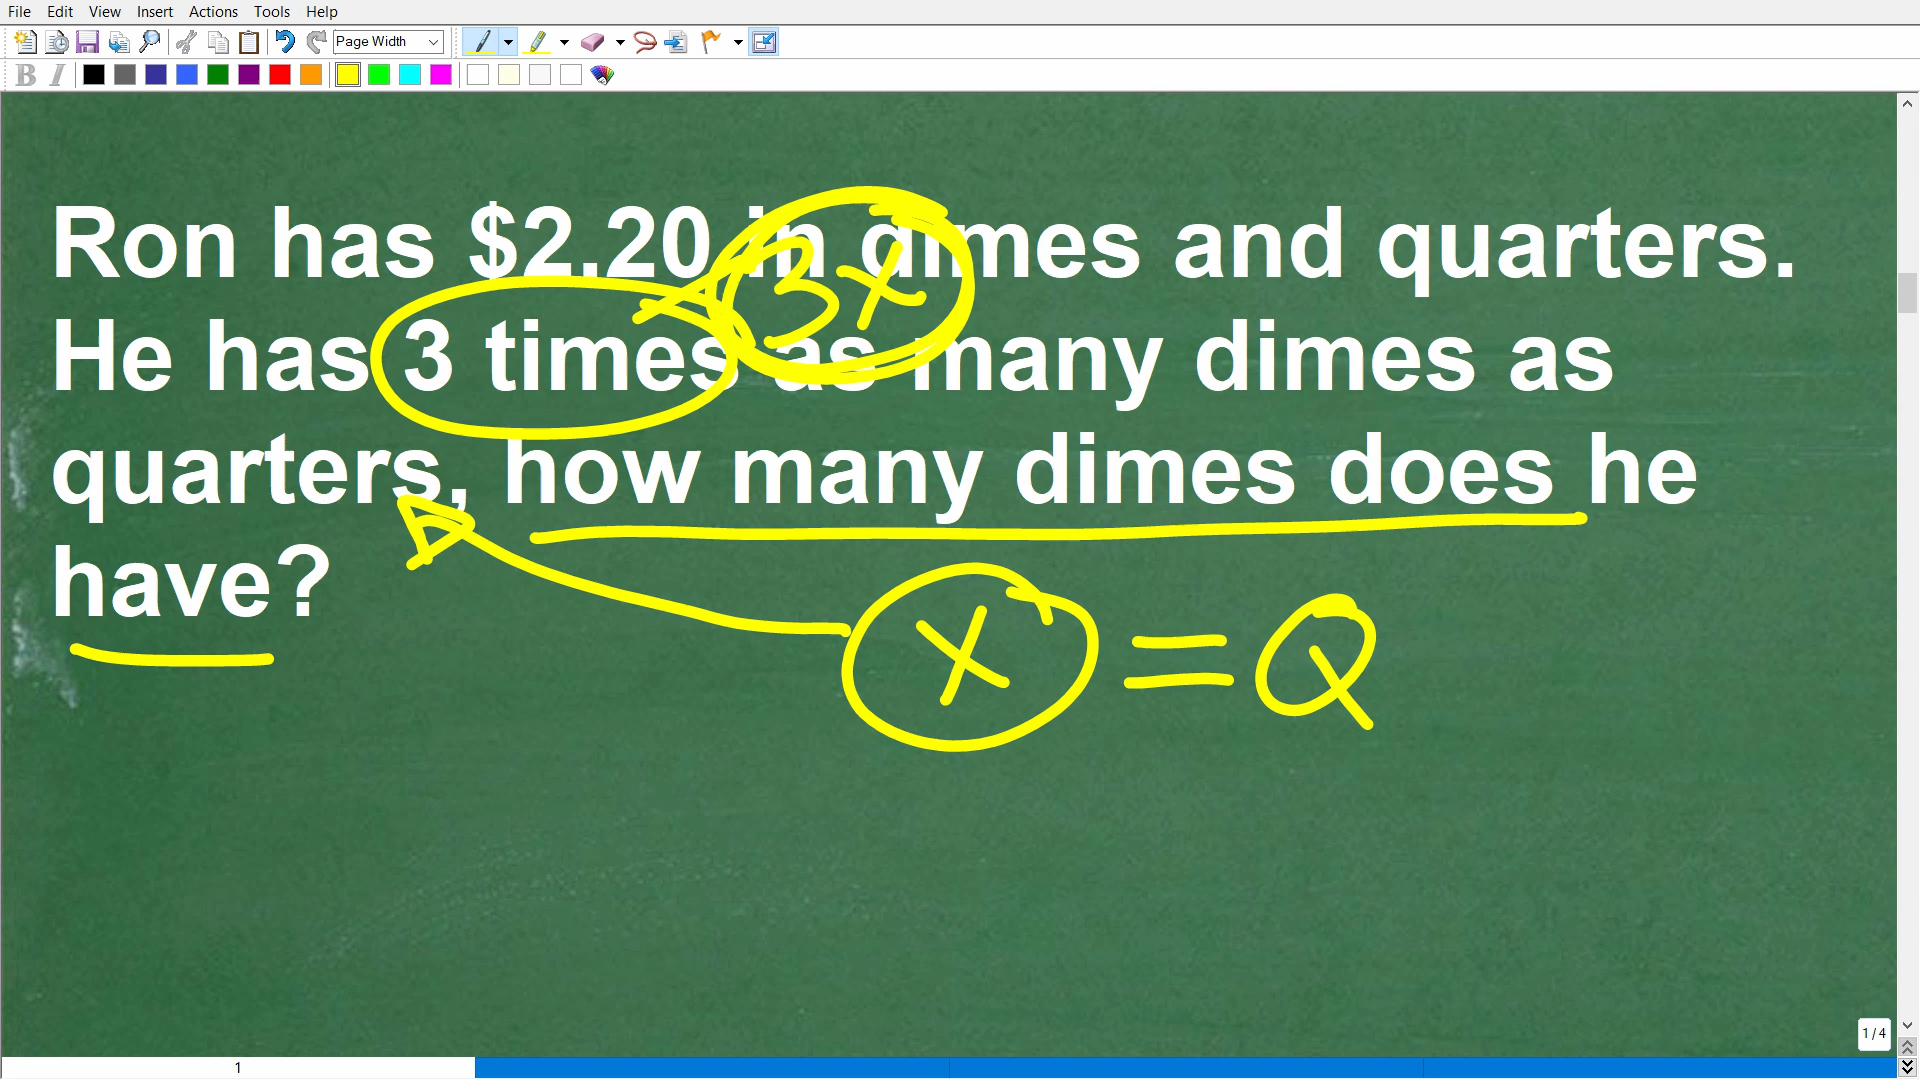 File Edit View Insert Actions Tools Help
Page Width
B I
Ron has $2.20 in dimes and quarters.
3x
He has 3 times as many dimes as
quarters, how many dimes does he
have?
x = Q
1 / 4
1